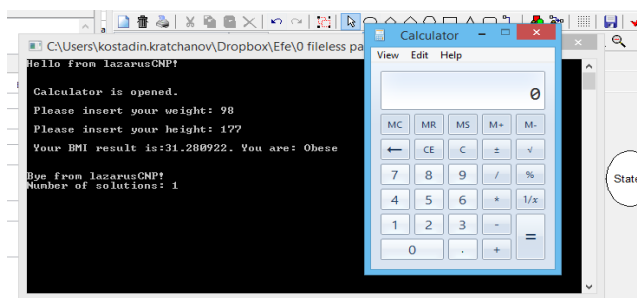 C:\Users\kostadin.kratchanov\Dropbox\Efe\0 fileless pa
Hello from lazarusCNP!
Calculator is opened.
Please insert your weight: 98
Please insert your height: 177
Your BMI result is:31.280922. You are: Obese
Bye from lazarusCNP!
Number of solutions: 1
Calculator
View Edit Help
0
MC MR MS M+ M-
← CE C ± √
7 8 9 / %
4 5 6 * 1/x
1 2 3 - =
0 . +
State